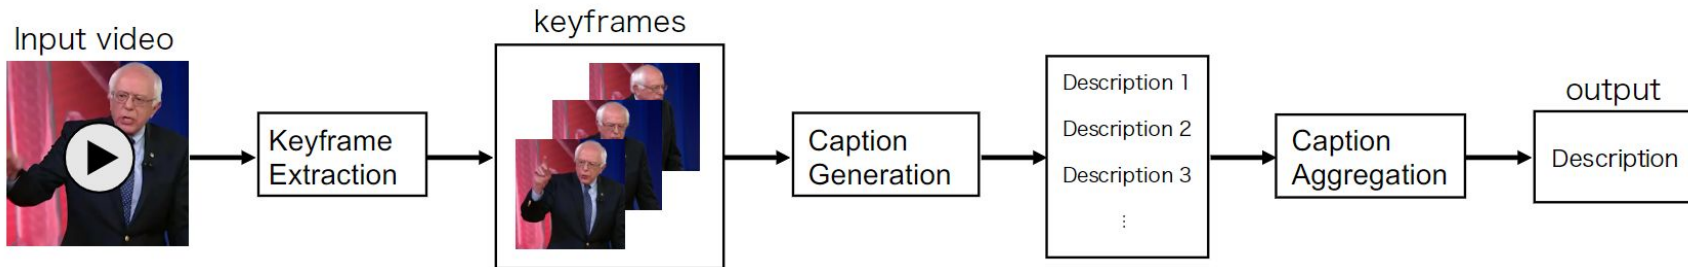 Input video
Keyframe
Extraction
keyframes
Caption
Generation
Description 1
Description 2
Description 3
⋮
Caption
Aggregation
output
Description